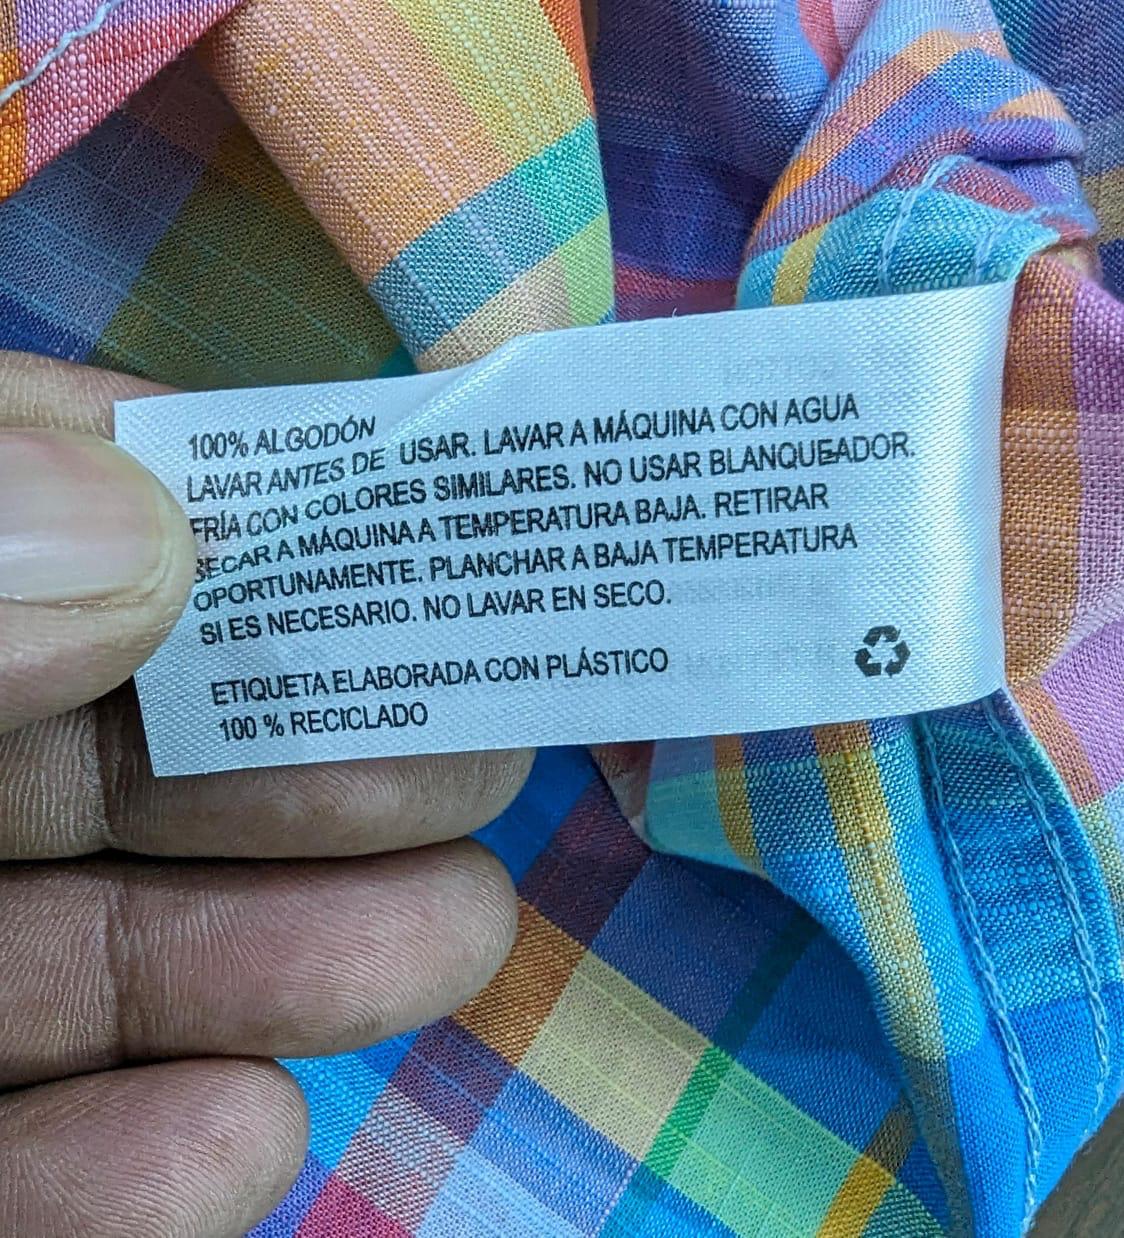 100% ALGODÓN
LAVAR ANTES DE USAR. LAVAR A MÁQUINA CON AGUA
FRÍA CON COLORES SIMILARES. NO USAR BLANQUEADOR.
SECAR A MÁQUINA A TEMPERATURA BAJA. RETIRAR
OPORTUNAMENTE. PLANCHAR A BAJA TEMPERATURA
SI ES NECESARIO. NO LAVAR EN SECO.
ETIQUETA ELABORADA CON PLÁSTICO
100 % RECICLADO